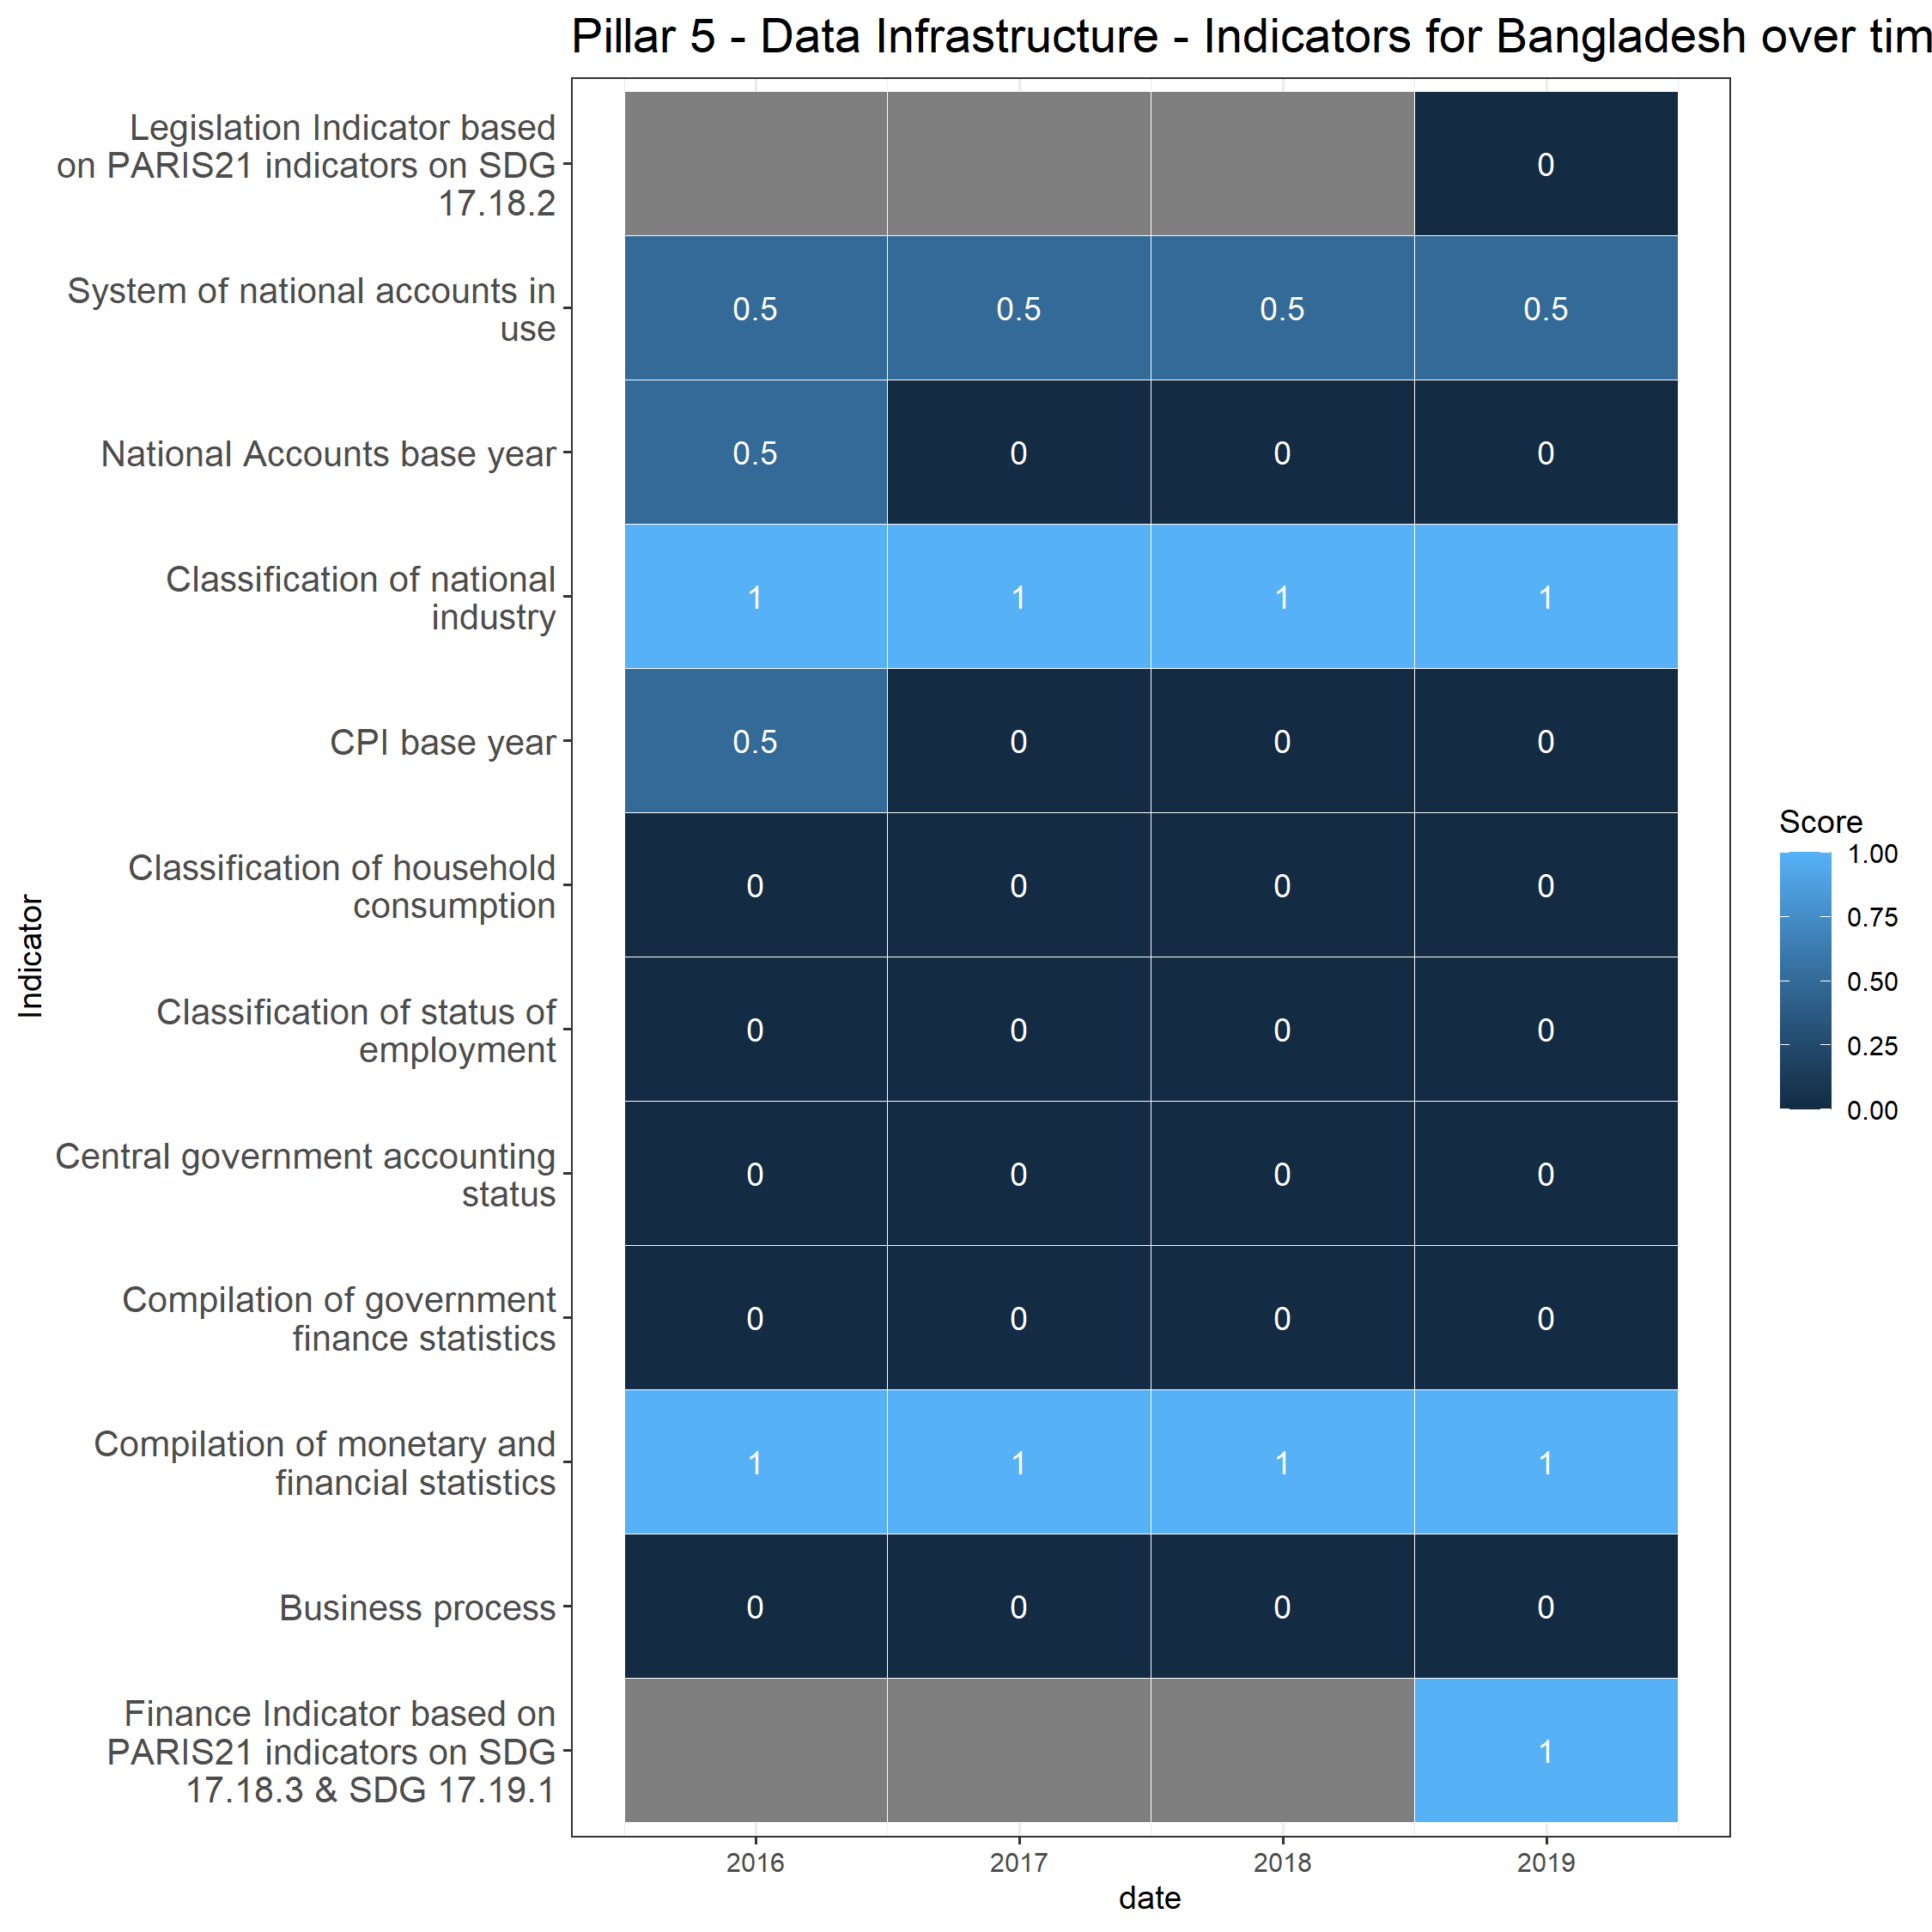 Pillar 5 - Data Infrastructure - Indicators for Bangladesh over tim
Legislation Indicator based
on PARIS21 indicators on SDG
17.18.2
0
System of national accounts in
use
0.5 0.5 0.5 0.5
National Accounts base year
0.5 0 0 0
Classification of national
industry
1 1 1 1
CPI base year
0.5 0 0 0
Classification of household
consumption
0 0 0 0
Classification of status of
employment
0 0 0 0
Central government accounting
status
0 0 0 0
Compilation of government
finance statistics
0 0 0 0
Compilation of monetary and
financial statistics
1 1 1 1
Business process
0 0 0 0
Finance Indicator based on
PARIS21 indicators on SDG
17.18.3 & SDG 17.19.1
1
2016 2017 2018 2019
date
Indicator
Score
1.00
0.75
0.50
0.25
0.00